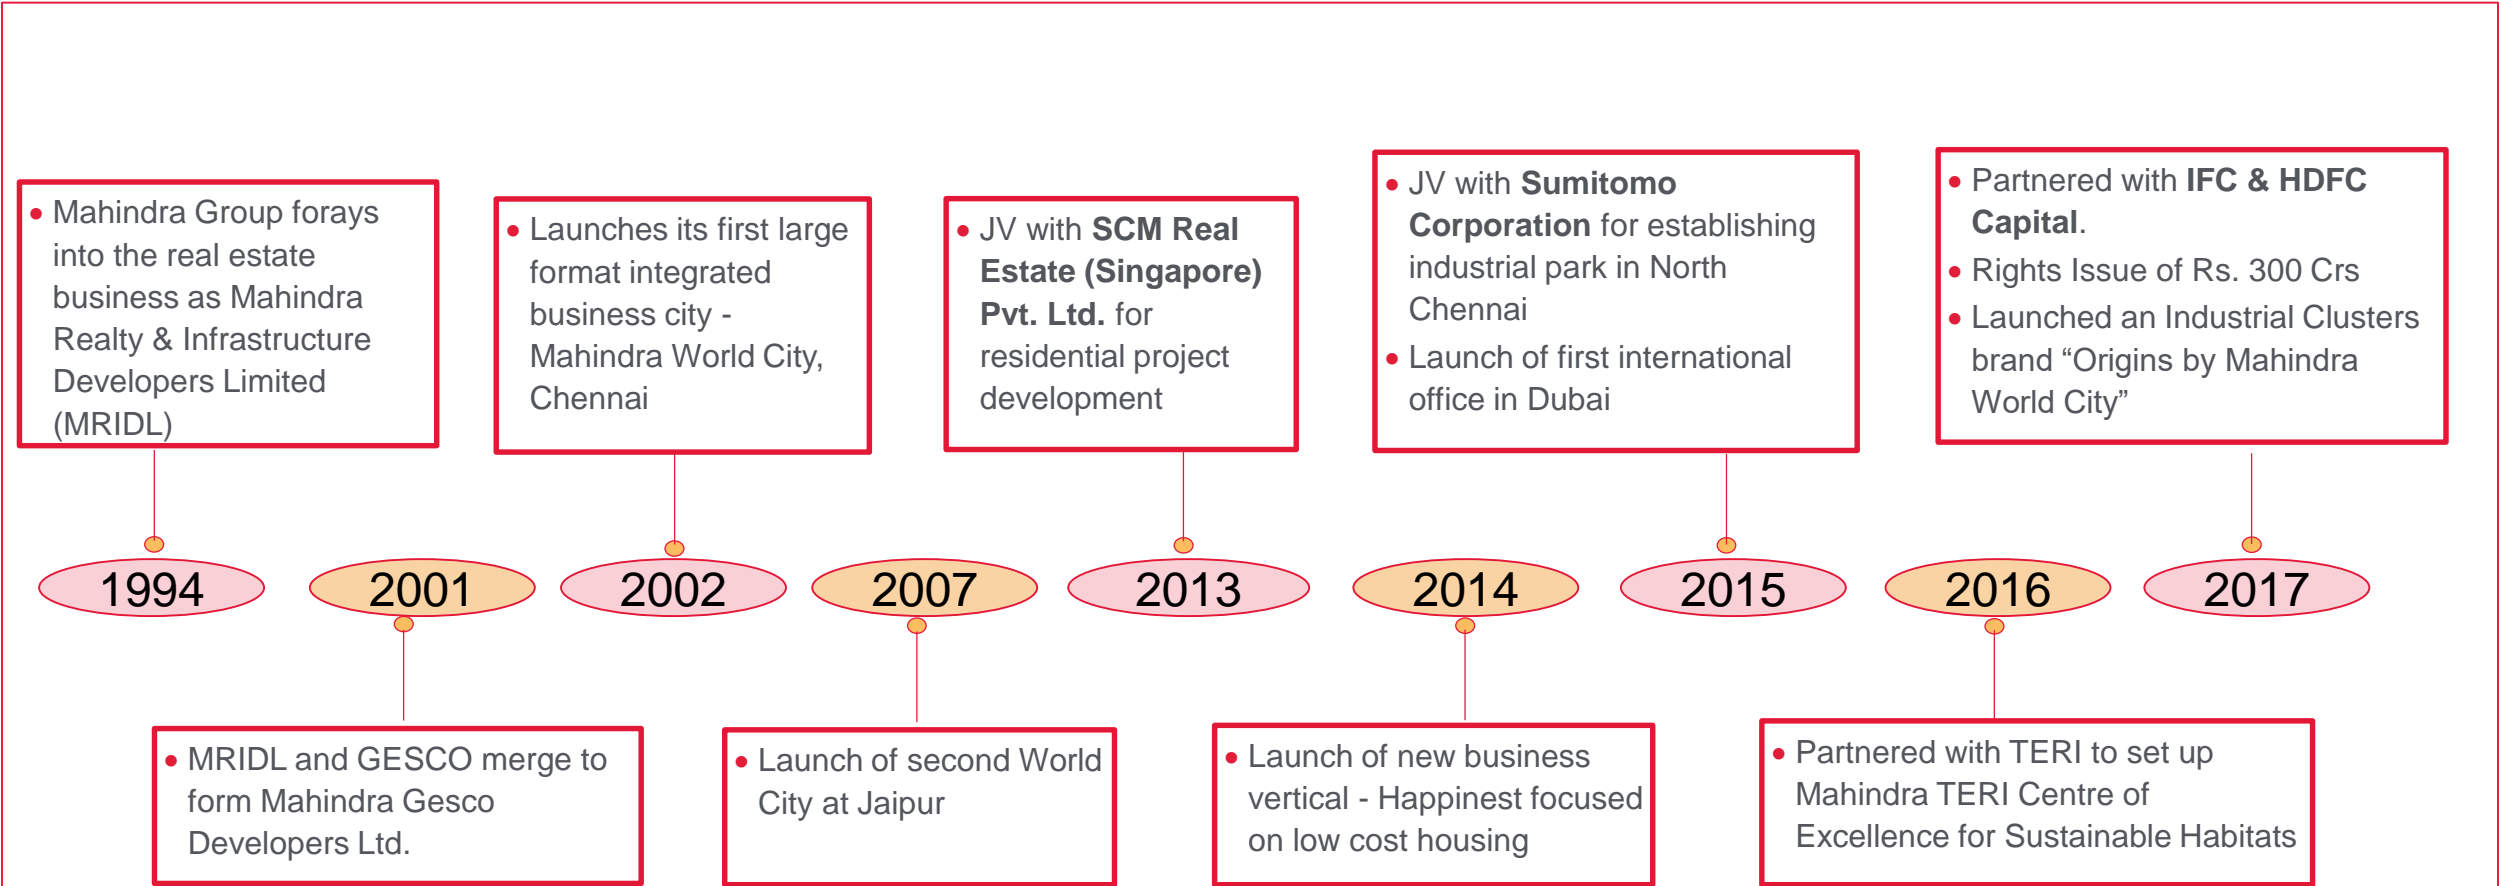 • Mahindra Group forays
into the real estate
business as Mahindra
Realty & Infrastructure
Developers Limited
(MRIDL)
• Launches its first large
format integrated
business city -
Mahindra World City,
Chennai
• JV with SCM Real
Estate (Singapore)
Pvt. Ltd. for
residential project
development
• JV with Sumitomo
Corporation for establishing
industrial park in North
Chennai
• Launch of first international
office in Dubai
• Partnered with IFC & HDFC
Capital.
• Rights Issue of Rs. 300 Crs
• Launched an Industrial Clusters
brand “Origins by Mahindra
World City”
1994
2001
2002
2007
2013
2014
2015
2016
2017
• MRIDL and GESCO merge to
form Mahindra Gesco
Developers Ltd.
• Launch of second World
City at Jaipur
• Launch of new business
vertical - Happinest focused
on low cost housing
• Partnered with TERI to set up
Mahindra TERI Centre of
Excellence for Sustainable Habitats